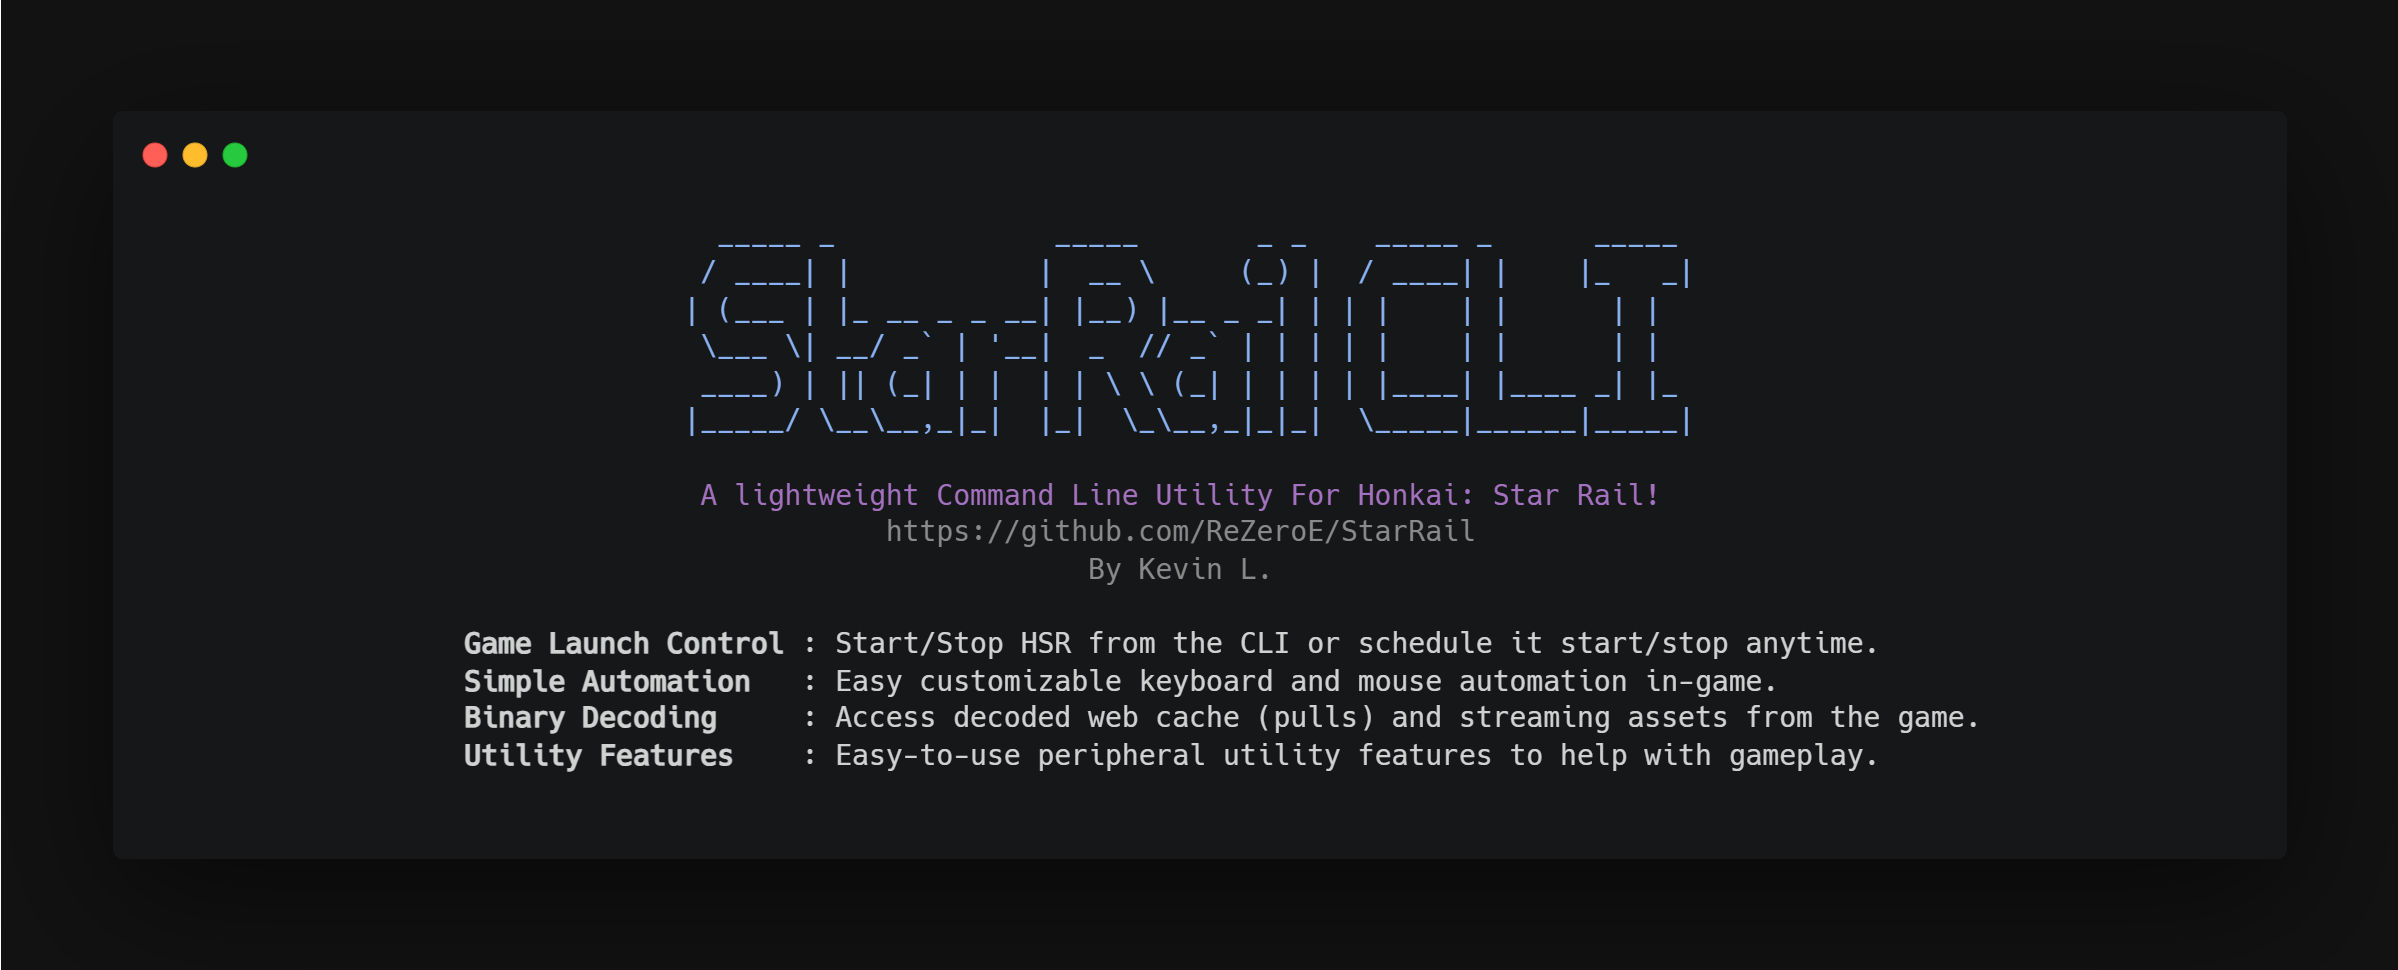 StarRail CLI
A lightweight Command Line Utility For Honkai: Star Rail!
https://github.com/ReZeroE/StarRail
By Kevin L.
Game Launch Control : Start/Stop HSR from the CLI or schedule it start/stop anytime.
Simple Automation : Easy customizable keyboard and mouse automation in-game.
Binary Decoding : Access decoded web cache (pulls) and streaming assets from the game.
Utility Features : Easy-to-use peripheral utility features to help with gameplay.